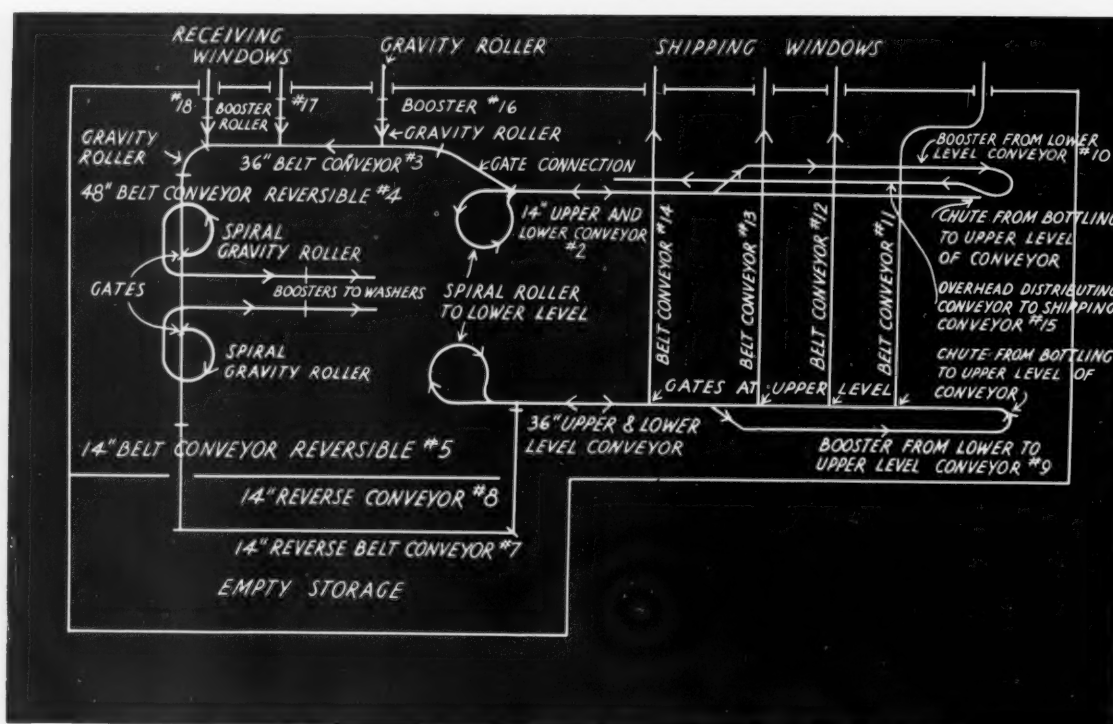 RECEIVING
WINDOWS
GRAVITY ROLLER
SHIPPING WINDOWS
#18
BOOSTER
ROLLER
#17
BOOSTER #16
GRAVITY
ROLLER
GRAVITY ROLLER
36" BELT CONVEYOR #3
GATE CONNECTION
BOOSTER FROM LOWER
LEVEL CONVEYOR #10
48" BELT CONVEYOR REVERSIBLE #4
14" UPPER AND
LOWER CONVEYOR
#2
SPIRAL
GRAVITY ROLLER
CHUTE FROM BOTTLING
TO UPPER LEVEL
OF CONVEYOR
BELT CONVEYOR #14
BELT CONVEYOR #13
BELT CONVEYOR #12
BELT CONVEYOR #11
GATES
BOOSTERS TO WASHERS
SPIRAL ROLLER
TO LOWER LEVEL
OVERHEAD DISTRIBUTING
CONVEYOR TO SHIPPING
CONVEYOR #15
SPIRAL
GRAVITY ROLLER
CHUTE FROM BOTTLING
TO UPPER LEVEL OF
CONVEYOR
GATES AT UPPER LEVEL
36" UPPER & LOWER
LEVEL CONVEYOR
14" BELT CONVEYOR REVERSIBLE #5
BOOSTER FROM LOWER TO
UPPER LEVEL CONVEYOR #9
14" REVERSE CONVEYOR #8
14" REVERSE BELT CONVEYOR #7
EMPTY STORAGE